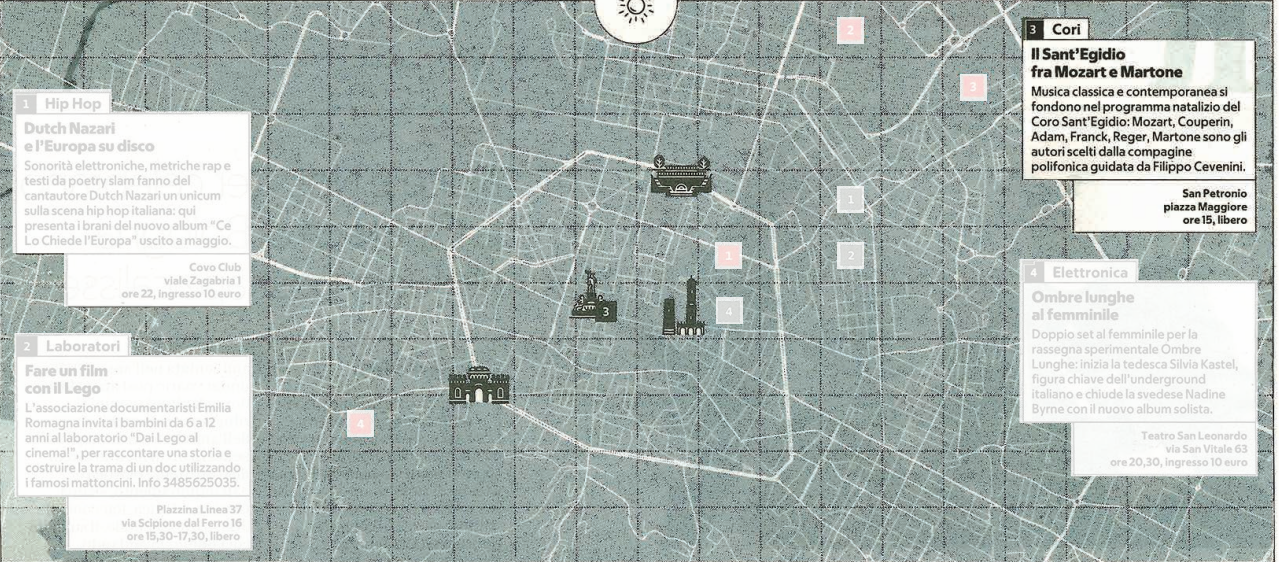 1 Hip Hop
Dutch Nazari
e l'Europa su disco
Sonorità elettroniche, metriche rap e
testi da poetry slam fanno del
cantautore Dutch Nazari un unicum
sulla scena hip hop italiana: qui
presenta i brani del nuovo album "Ce
Lo Chiede l'Europa" uscito a maggio.
Covo Club
viale Zagabria 1
ore 22, ingresso 10 euro
2 Laboratori
Fare un film
con il Lego
L'associazione documentaristi Emilia
Romagna invita i bambini da 6 a 12
anni al laboratorio "Dai Lego al
cinema!", per raccontare una storia e
costruire la trama di un doc utilizzando
i famosi mattoncini. Info 3485625035.
Plazzina Linea 37
via Scipione dal Ferro 16
ore 15,30-17,30, libero
2
3
1
1
2
3
4
4
3 Cori
Il Sant'Egidio
fra Mozart e Martone
Musica classica e contemporanea si
fondono nel programma natalizio del
Coro Sant'Egidio: Mozart, Couperin,
Adam, Franck, Reger, Martone sono gli
autori scelti dalla compagine
polifonica guidata da Filippo Cevenini.
San Petronio
piazza Maggiore
ore 15, libero
4 Elettronica
Ombre lunghe
al femminile
Doppio set al femminile per la
rassegna sperimentale Ombre
Lunghe: inizia la tedesca Silvia Kastel,
figura chiave dell'underground
italiano e chiude la svedese Nadine
Byrne con il nuovo album solista.
Teatro San Leonardo
via San Vitale 63
ore 20,30, ingresso 10 euro